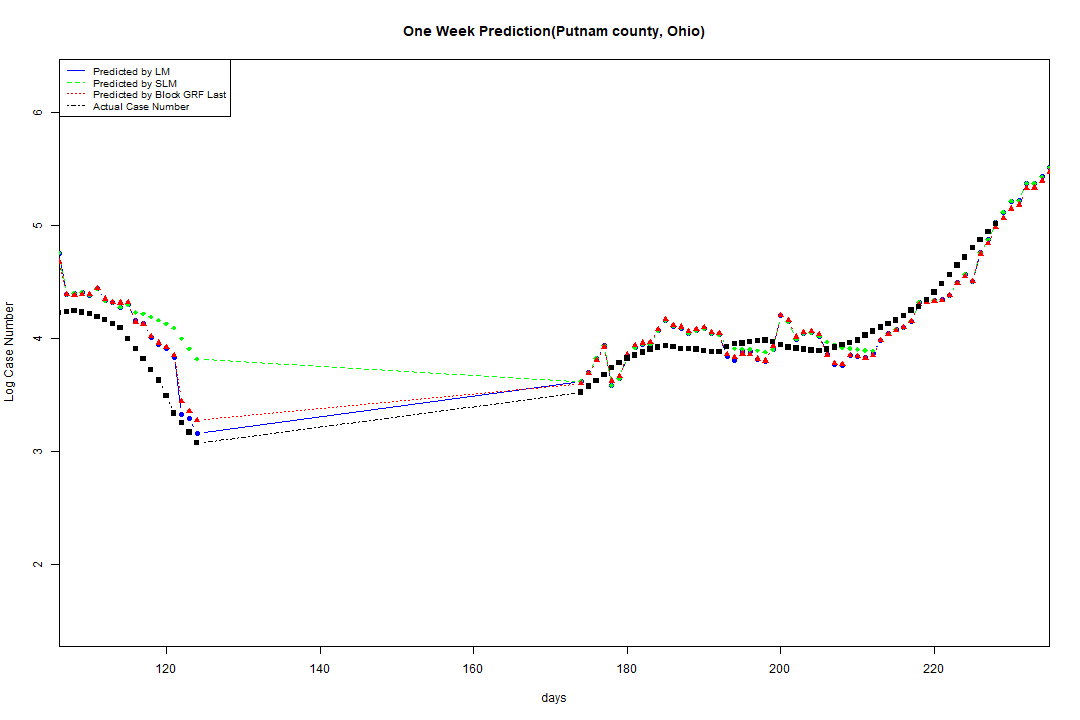 One Week Prediction(Putnam county, Ohio)
Predicted by LM
Predicted by SLM
Predicted by Block GRF Last
Actual Case Number
6
5
4
3
2
Log Case Number
120
140
160
180
200
220
days